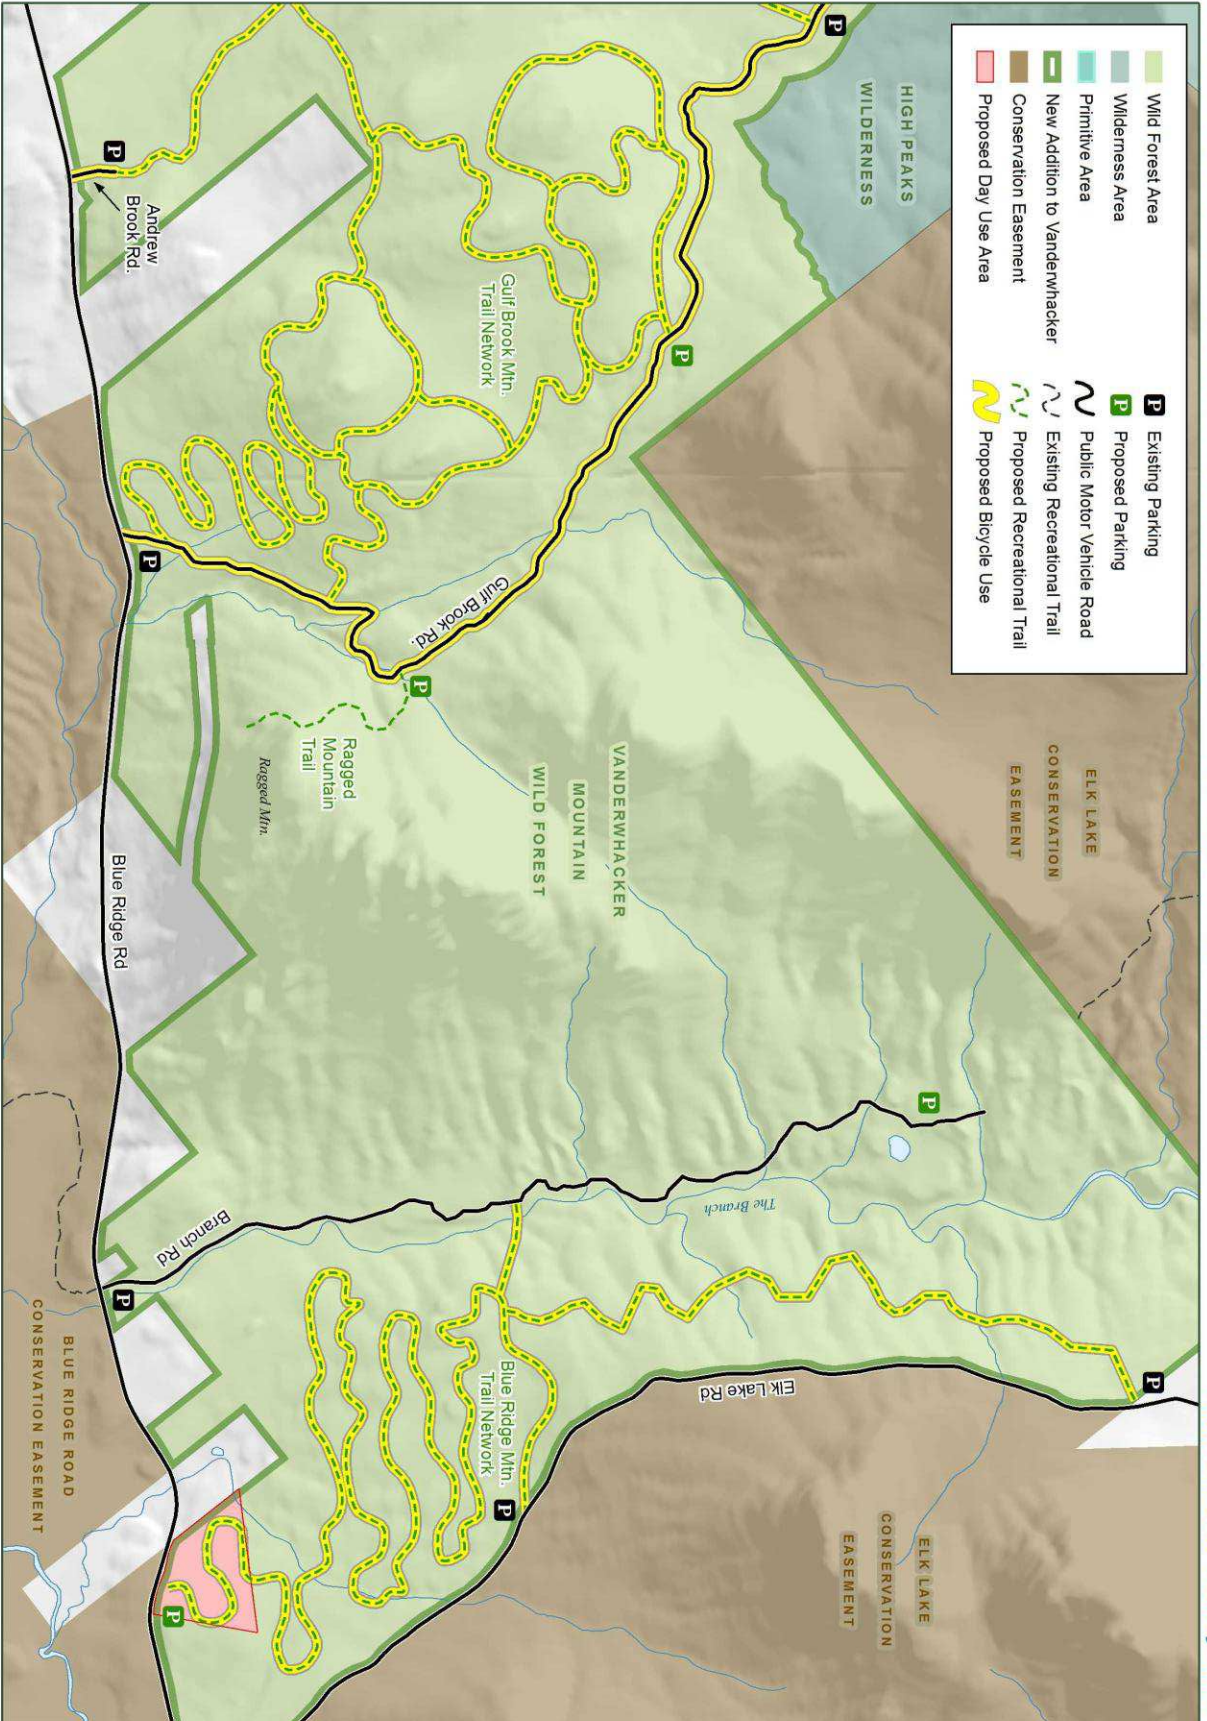 Wild Forest Area
Wilderness Area
Primitive Area
New Addition to Vanderwhacker
Conservation Easement
Proposed Day Use Area
P Existing Parking
P Proposed Parking
Public Motor Vehicle Road
Existing Recreational Trail
Proposed Recreational Trail
Proposed Bicycle Use
P
HIGH PEAKS
WILDERNESS
P
Andrew
Brook Rd.
Gulf Brook Mtn.
Trail Network
P
P
Gulf Brook Rd.
P
Ragged
Mountain
Trail
Ragged Mtn.
VANDERWHACKER
MOUNTAIN
WILD FOREST
ELK LAKE
CONSERVATION
EASEMENT
Blue Ridge Rd
P
The Branch
Branch Rd
P
BLUE RIDGE ROAD
CONSERVATION EASEMENT
P
Elk Lake Rd
Blue Ridge Mtn.
Trail Network
P
ELK LAKE
CONSERVATION
EASEMENT
P